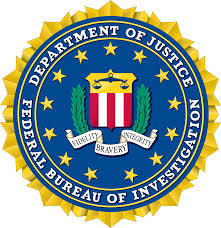 DEPARTMENT OF JUSTICE
FIDELITY BRAVERY INTEGRITY
FEDERAL BUREAU OF INVESTIGATION